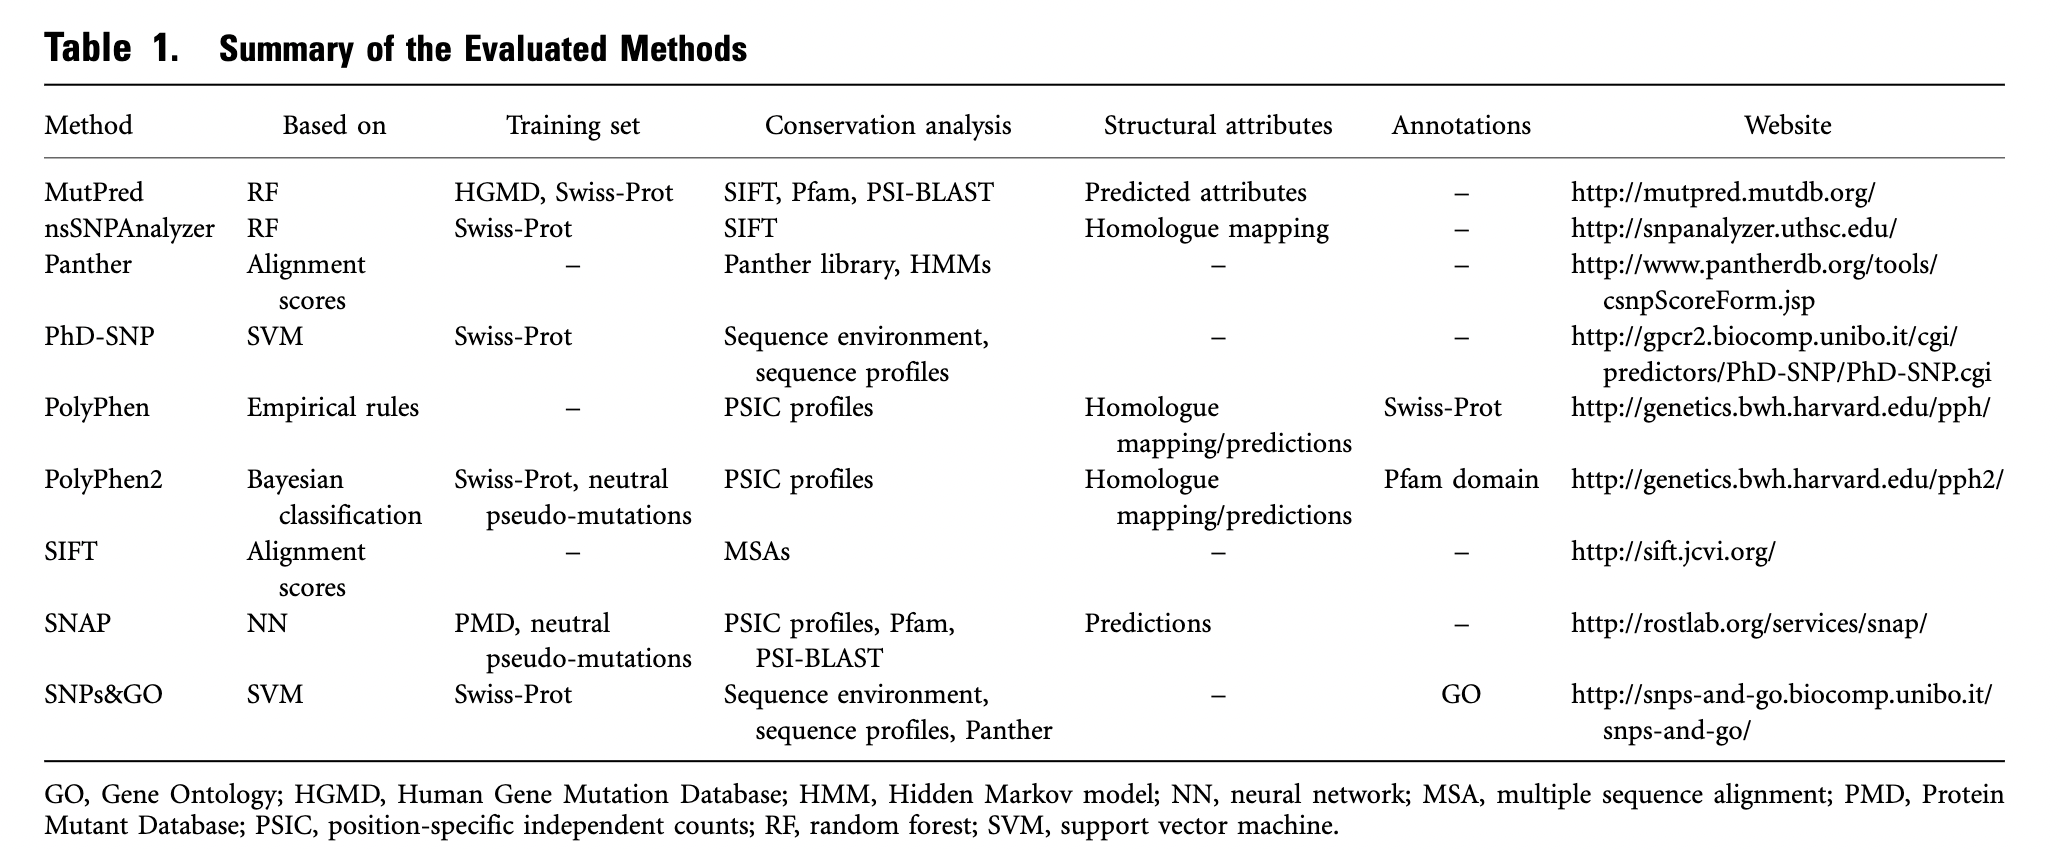 Table 1. Summary of the Evaluated Methods
Method Based on Training set Conservation analysis Structural attributes Annotations Website
MutPred RF HGMD, Swiss-Prot SIFT, Pfam, PSI-BLAST Predicted attributes – http://mutpred.mutdb.org/
nsSNPAnalyzer RF Swiss-Prot SIFT Homologue mapping – http://snpanalyzer.uthsc.edu/
Panther Alignment – Panther library, HMMs – – http://www.pantherdb.org/tools/
scores csnpScoreForm.jsp
PhD-SNP SVM Swiss-Prot Sequence environment, – – http://gpcr2.biocomp.unibo.it/cgi/
sequence profiles predictors/PhD-SNP/PhD-SNP.cgi
PolyPhen Empirical rules – PSIC profiles Homologue Swiss-Prot http://genetics.bwh.harvard.edu/pph/
mapping/predictions
PolyPhen2 Bayesian Swiss-Prot, neutral PSIC profiles Homologue Pfam domain http://genetics.bwh.harvard.edu/pph2/
classification pseudo-mutations mapping/predictions
SIFT Alignment – MSAs – – http://sift.jcvi.org/
scores
SNAP NN PMD, neutral PSIC profiles, Pfam, Predictions – http://rostlab.org/services/snap/
pseudo-mutations PSI-BLAST
SNPs&GO SVM Swiss-Prot Sequence environment, – GO http://snps-and-go.biocomp.unibo.it/
sequence profiles, Panther snps-and-go/
GO, Gene Ontology; HGMD, Human Gene Mutation Database; HMM, Hidden Markov model; NN, neural network; MSA, multiple sequence alignment; PMD, Protein
Mutant Database; PSIC, position-specific independent counts; RF, random forest; SVM, support vector machine.